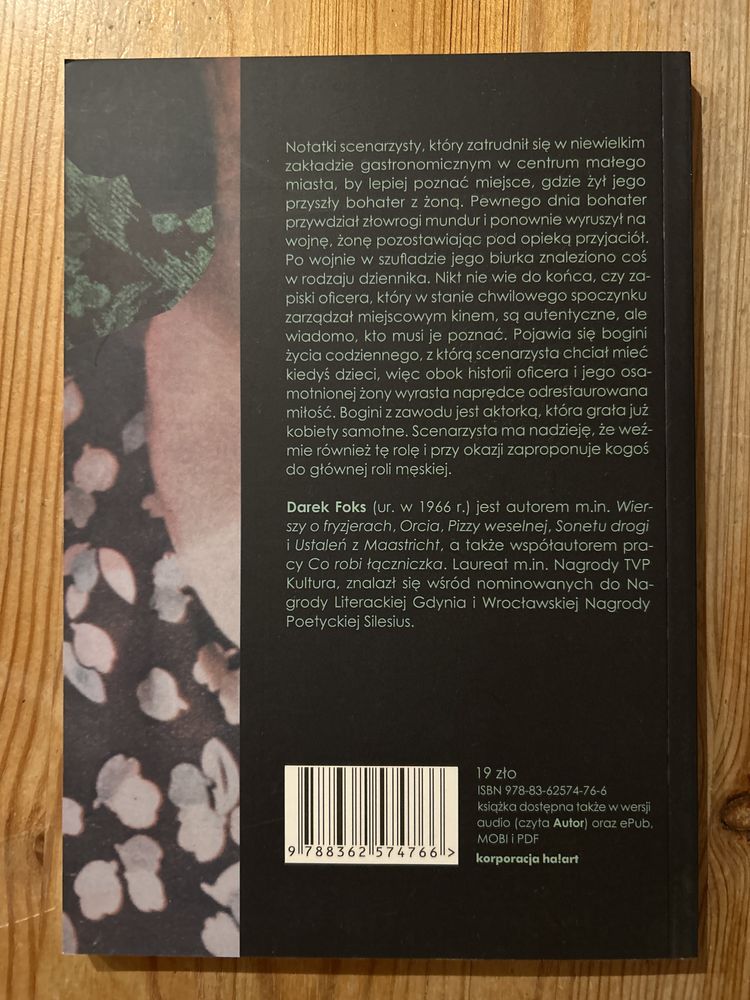 Notatki scenarzysty, który zatrudnił się w niewielkim
zakładzie gastronomicznym w centrum małego
miasta, by lepiej poznać miejsce, gdzie żył jego
przyszły bohater z żoną. Pewnego dnia bohater
przywdział złowrogi mundur i ponownie wyruszył na
wojnę, żonę pozostawiając pod opieką przyjaciół.
Po wojnie w szufladzie jego biurka znaleziono coś
w rodzaju dziennika. Nikt nie wie do końca, czy za-
piski oficera, który w stanie chwilowego spoczynku
zarządzał miejscowym kinem, są autentyczne, ale
wiadomo, kto musi je poznać. Pojawia się bogini
życia codziennego, z którą scenarzysta chciał mieć
kiedyś dzieci, więc obok historii oficera i jego osa-
motnionej żony wyrasta naprędce odrestaurowana
miłość. Bogini z zawodu jest aktorką, która grała już
kobiety samotne. Scenarzysta ma nadzieję, że weź-
mie również tę rolę i przy okazji zaproponuje kogoś
do głównej roli męskiej.
Darek Foks (ur. w 1966 r.) jest autorem m.in. Wier-
szy o fryzjerach, Orcia, Pizzy weselnej, Sonetu drogi
i Ustaleń z Maastricht, a także współautorem pra-
cy Co robi łączniczka. Laureat m.in. Nagrody TVP
Kultura, znalazł się wśród nominowanych do Na-
grody Literackiej Gdynia i Wrocławskiej Nagrody
Poetyckiej Silesius.
19 zło
ISBN 978-83-62574-76-6
książka dostępna także w wersji
audio (czyta Autor) oraz ePub,
MOBI i PDF
korporacja ha!art
9 788362 574766 >